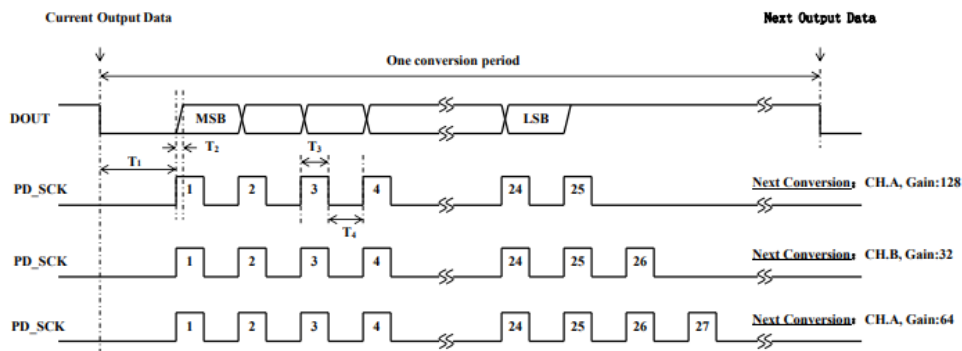 Current Output Data
Next Output Data
One conversion period
DOUT
MSB
LSB
T2
T3
T1
PD_SCK
1
2
3
4
24
25
Next Conversion: CH.A, Gain:128
T4
PD_SCK
1
2
3
4
24
25
26
Next Conversion: CH.B, Gain:32
PD_SCK
1
2
3
4
24
25
26
27
Next Conversion: CH.A, Gain:64